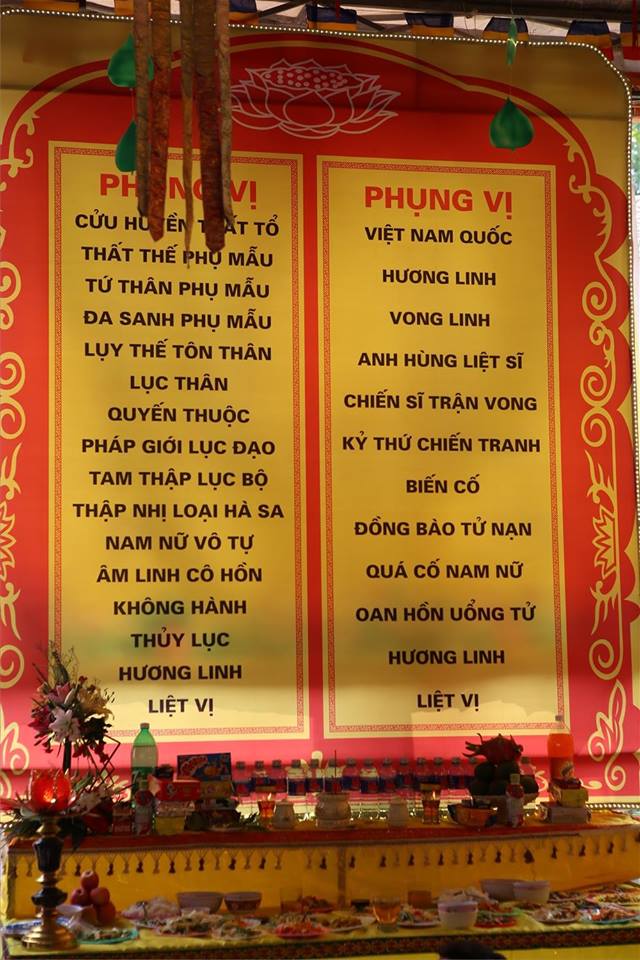 PHỤNG VỊ
CỬU HUYỀN THẤT TỔ
THẤT THẾ PHỤ MẪU
TỨ THÂN PHỤ MẪU
ĐA SANH PHỤ MẪU
LỤY THẾ TÔN THÂN
LỤC THÂN
QUYẾN THUỘC
PHÁP GIỚI LỤC ĐẠO
TAM THẬP LỤC BỘ
THẬP NHỊ LOẠI HÀ SA
NAM NỮ VÔ TỰ
ÂM LINH CÔ HỒN
KHÔNG HÀNH
THỦY LỤC
HƯƠNG LINH
LIỆT VỊ
PHỤNG VỊ
VIỆT NAM QUỐC
HƯƠNG LINH
VONG LINH
ANH HÙNG LIỆT SĨ
CHIẾN SĨ TRẬN VONG
KỶ THỨ CHIẾN TRANH
BIẾN CỐ
ĐỒNG BÀO TỬ NẠN
QUÁ CỐ NAM NỮ
OAN HỒN UỔNG TỬ
HƯƠNG LINH
LIỆT VỊ